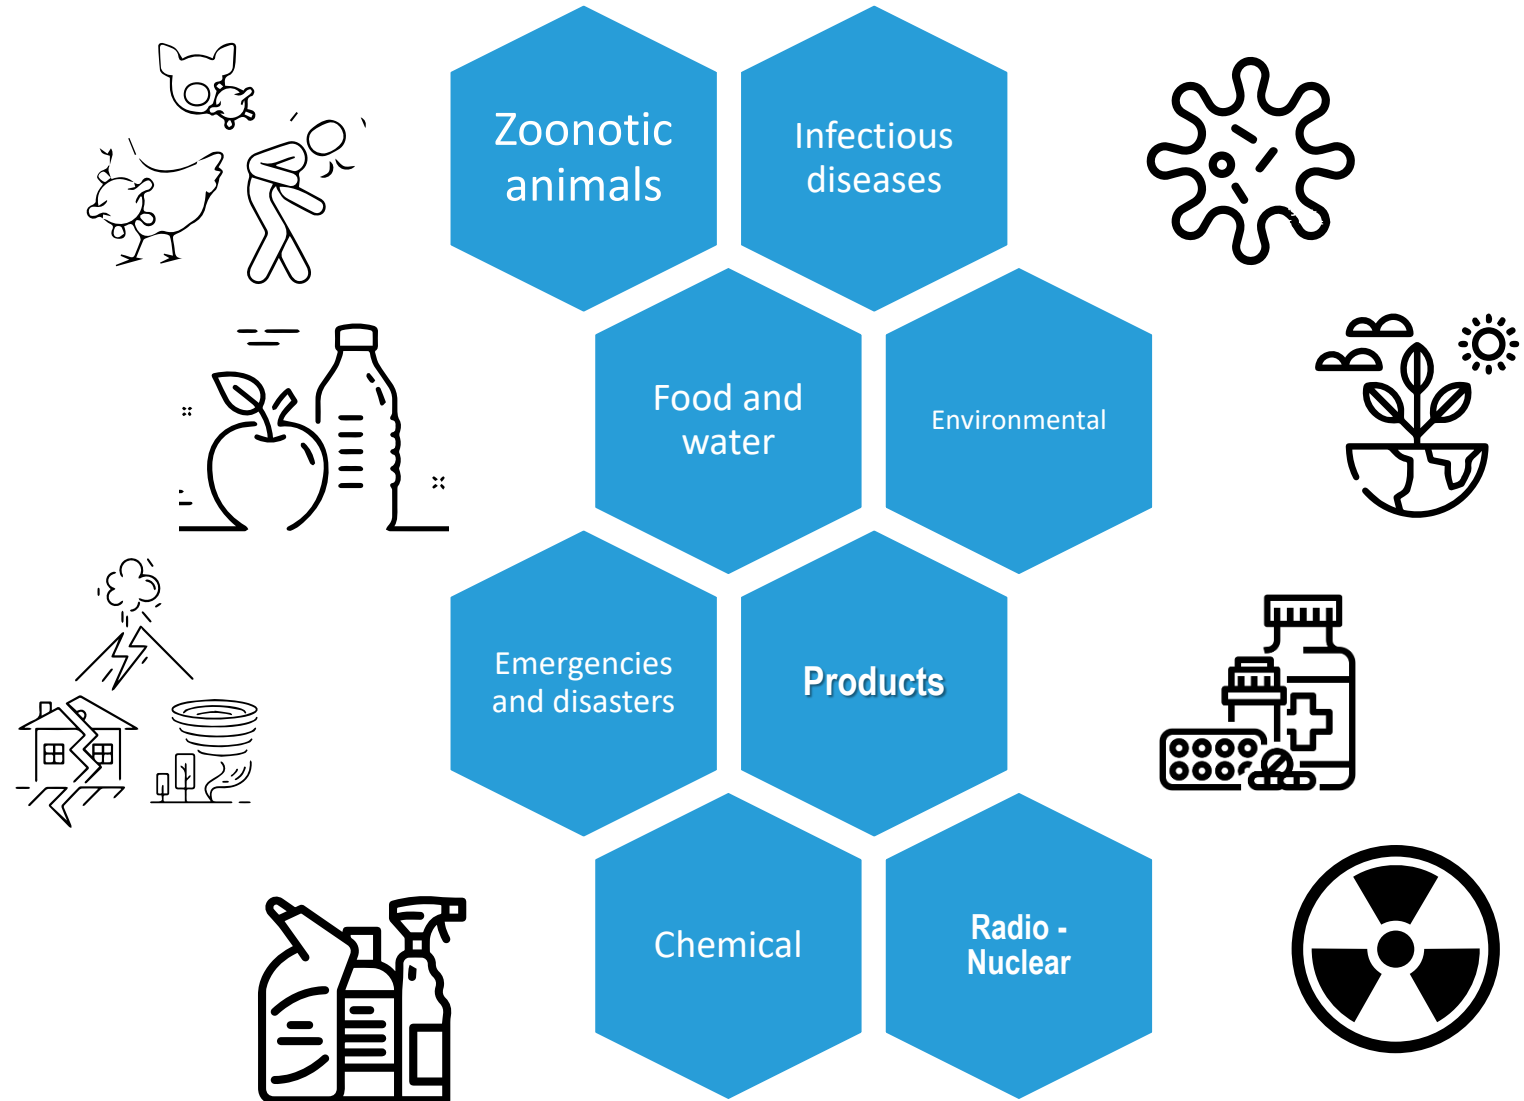 Zoonotic
animals
Infectious
diseases
Food and
water
Environmental
Emergencies
and disasters
Products
Chemical
Radio -
Nuclear